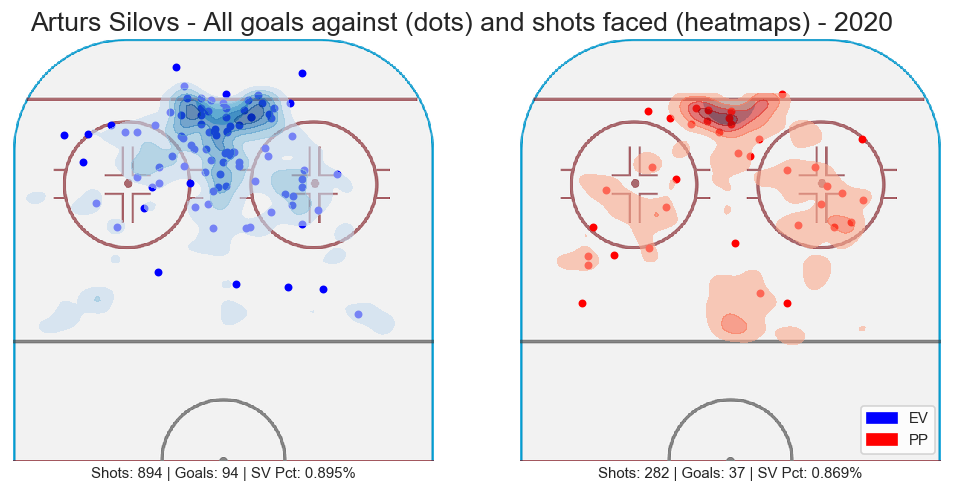 Arturs Silovs - All goals against (dots) and shots faced (heatmaps) - 2020
EV
PP
Shots: 894 | Goals: 94 | SV Pct: 0.895%
Shots: 282 | Goals: 37 | SV Pct: 0.869%